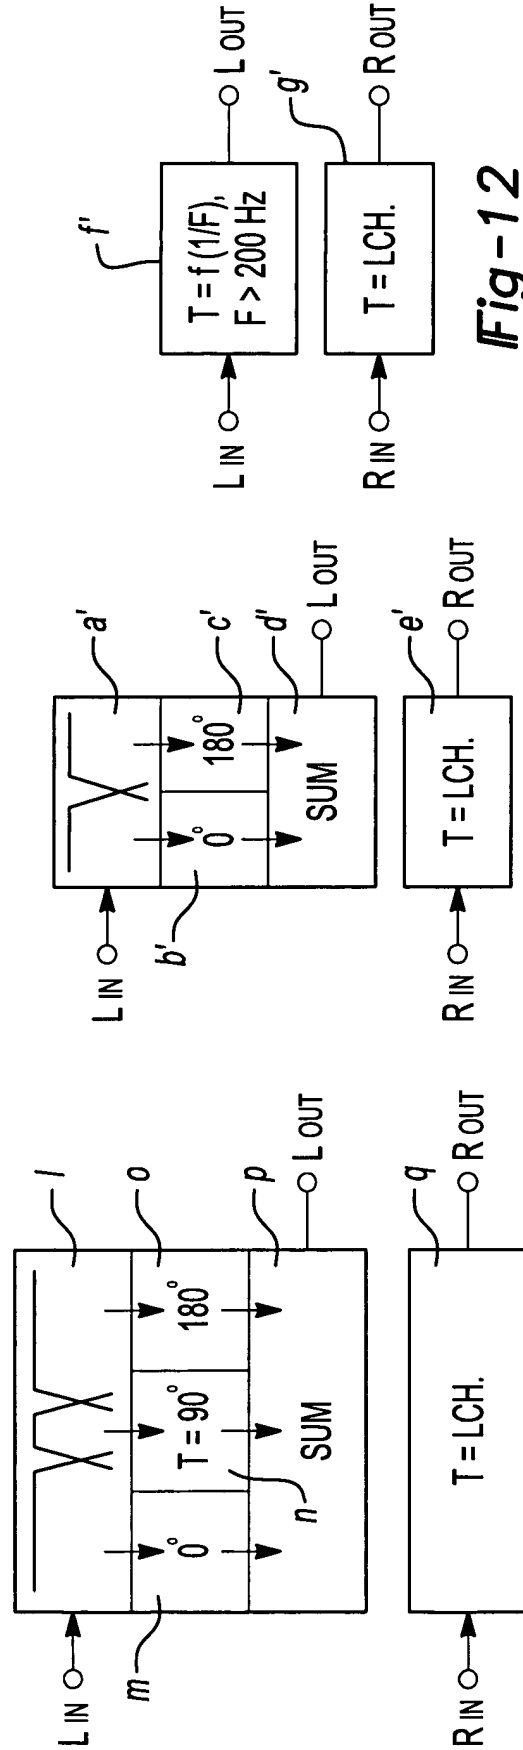 l
o
p
L IN
L OUT
0°
T = 90°
180°
SUM
m
n
q
R IN
T = LCH.
R OUT
a'
c'
d'
L IN
L OUT
0°
180°
SUM
b'
e'
R IN
T = LCH.
R OUT
f'
L IN
T = f (1/F),
F > 200 Hz
L OUT
g'
R IN
T = LCH.
R OUT
Fig-12